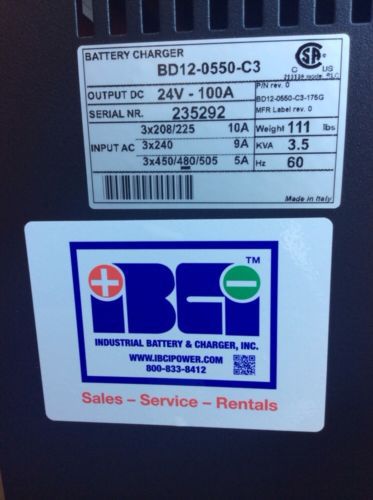 BATTERY CHARGER
BD12-0550-C3
CSA
C US
OUTPUT DC 24V - 100A
P/N rev. 0
BD12-0550-C3-175G
SERIAL NR. 235292
MFR Label rev. 0
INPUT AC
3x208/225 10A Weight 111 lbs
3x240 9A KVA 3.5
3x450/480/505 5A Hz 60
Made in Italy
iBCi™
INDUSTRIAL BATTERY & CHARGER, INC.
WWW.IBCIPOWER.COM
800-833-8412
Sales – Service – Rentals